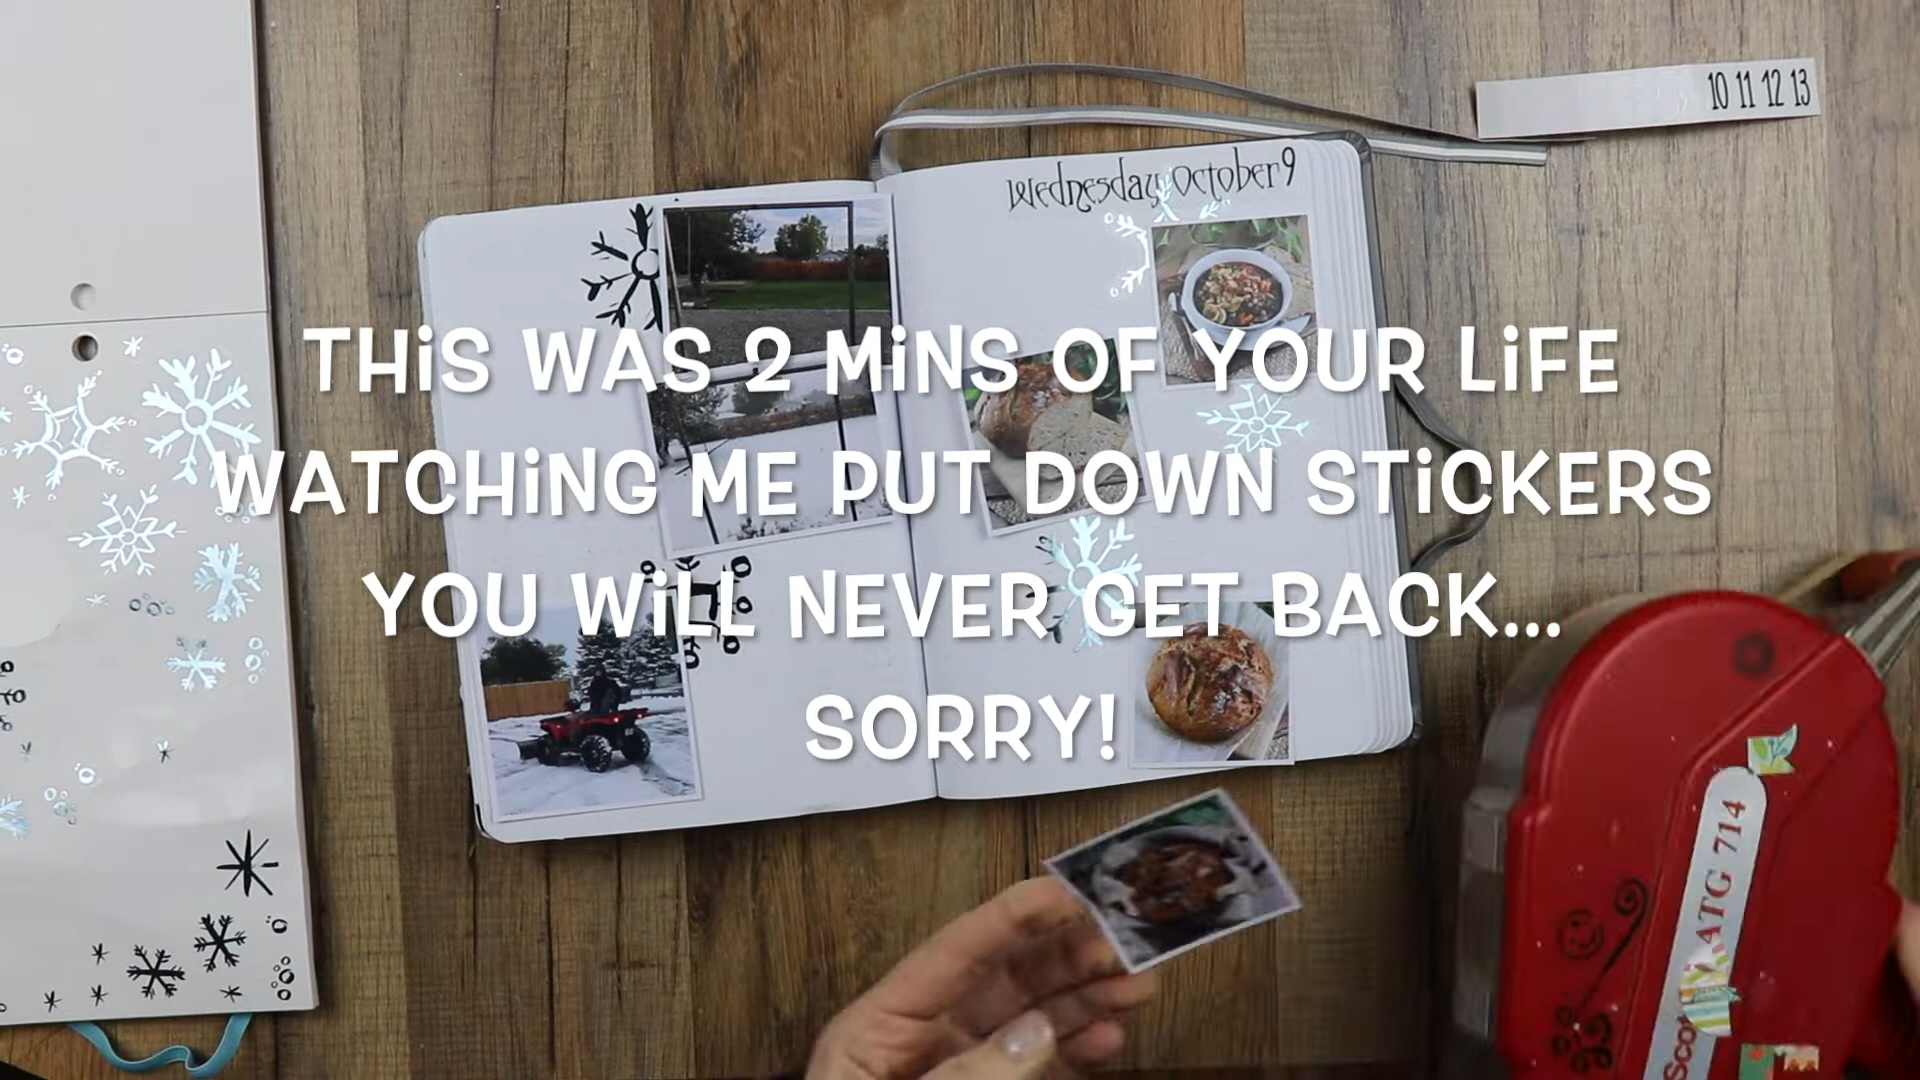 10 11 12 13
wednesday, october 9
THiS WAS 2 MiNS OF YOUR LiFE
WATCHiNG ME PUT DOWN STiCKERS
YOU WiLL NEVER GET BACK...
SORRY!
ATG 714